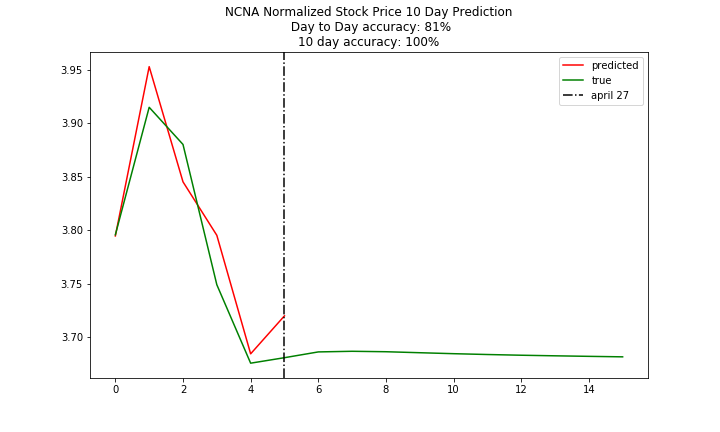 NCNA Normalized Stock Price 10 Day Prediction
Day to Day accuracy: 81%
10 day accuracy: 100%
predicted
true
april 27
3.95
3.90
3.85
3.80
3.75
3.70
0 2 4 6 8 10 12 14